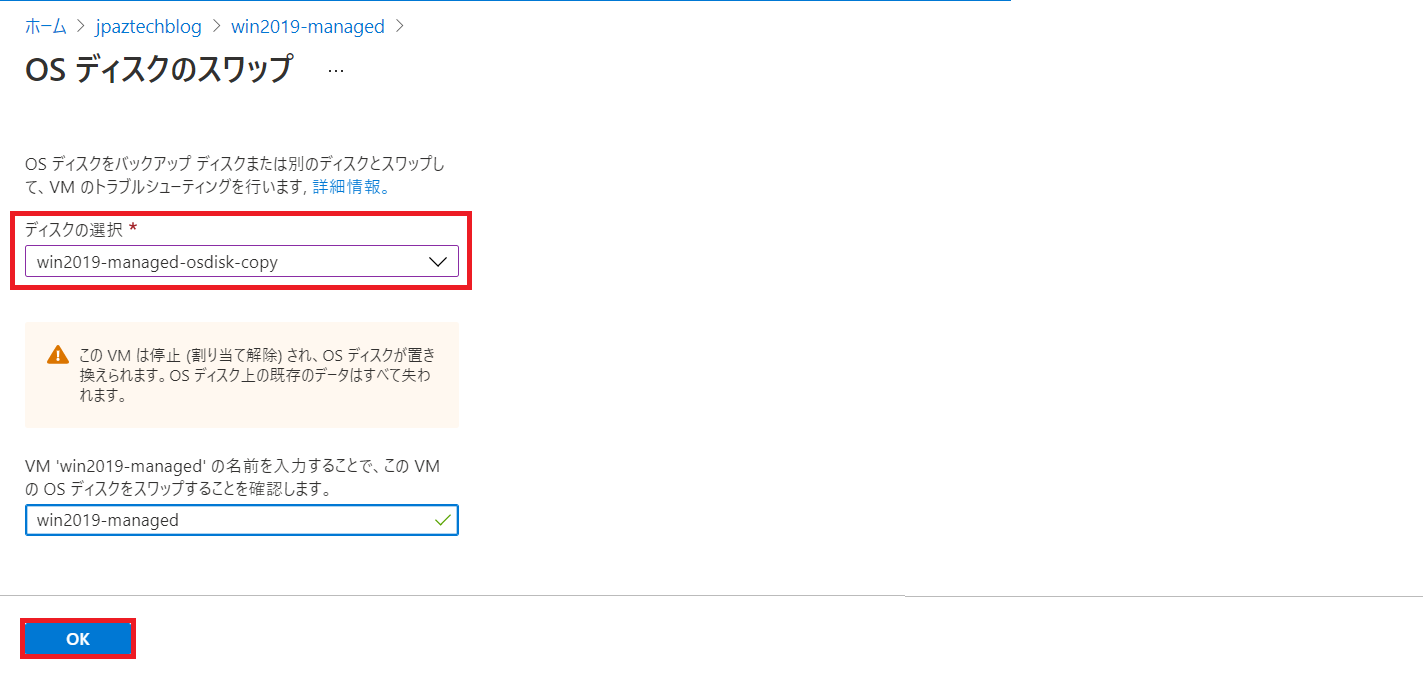 ホーム > jpaztechblog > win2019-managed >
OS ディスクのスワップ ...
OS ディスクをバックアップ ディスクまたは別のディスクとスワップし
て、VM のトラブルシューティングを行います, 詳細情報。
ディスクの選択 *
win2019-managed-osdisk-copy
この VM は停止 (割り当て解除) され、OS ディスクが置き
換えられます。OS ディスク上の既存のデータはすべて失わ
れます。
VM 'win2019-managed' の名前を入力することで、この VM
の OS ディスクをスワップすることを確認します。
win2019-managed
OK